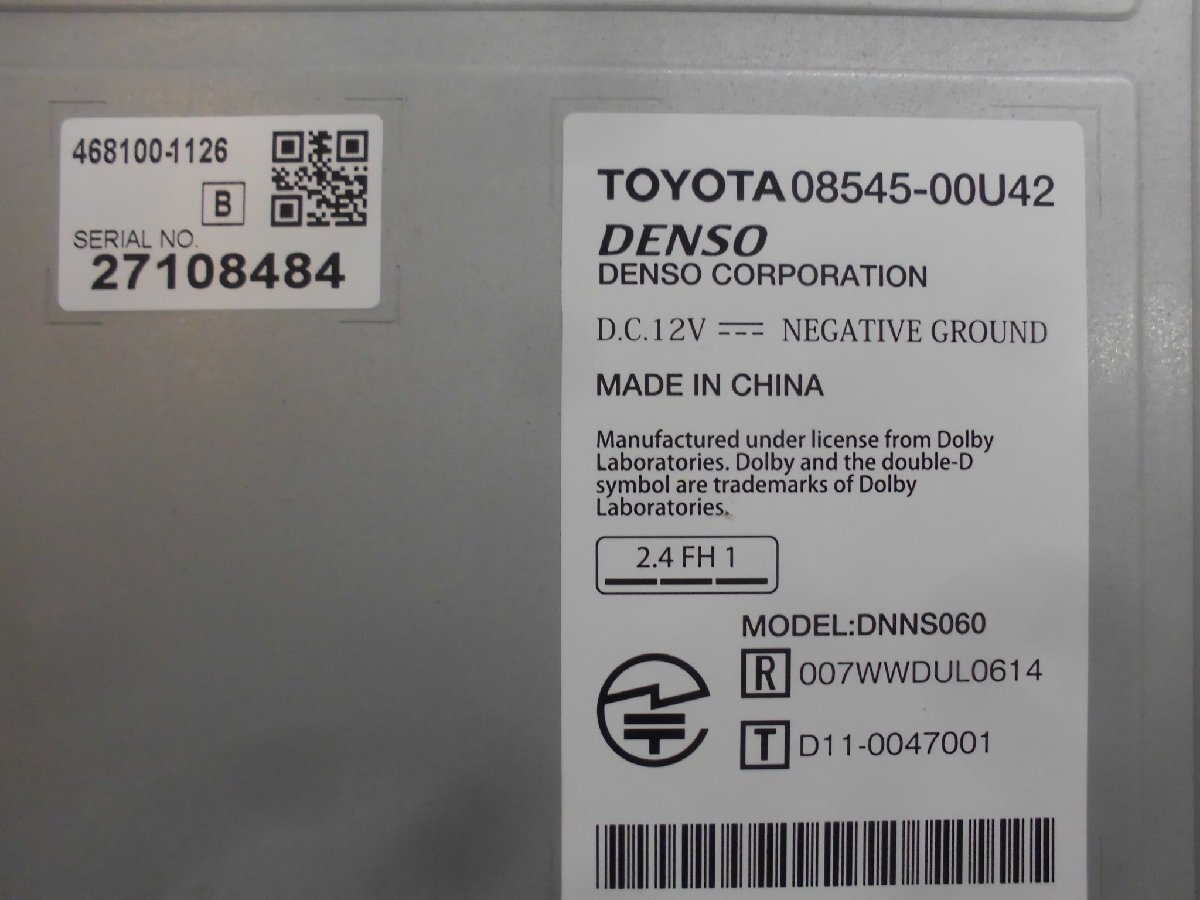 468100-1126
B
SERIAL NO.
27108484
TOYOTA 08545-00U42
DENSO
DENSO CORPORATION
D.C.12V NEGATIVE GROUND
MADE IN CHINA
Manufactured under license from Dolby
Laboratories. Dolby and the double-D
symbol are trademarks of Dolby
Laboratories.
2.4 FH 1
MODEL:DNNS060
R 007WWDUL0614
T D11-0047001